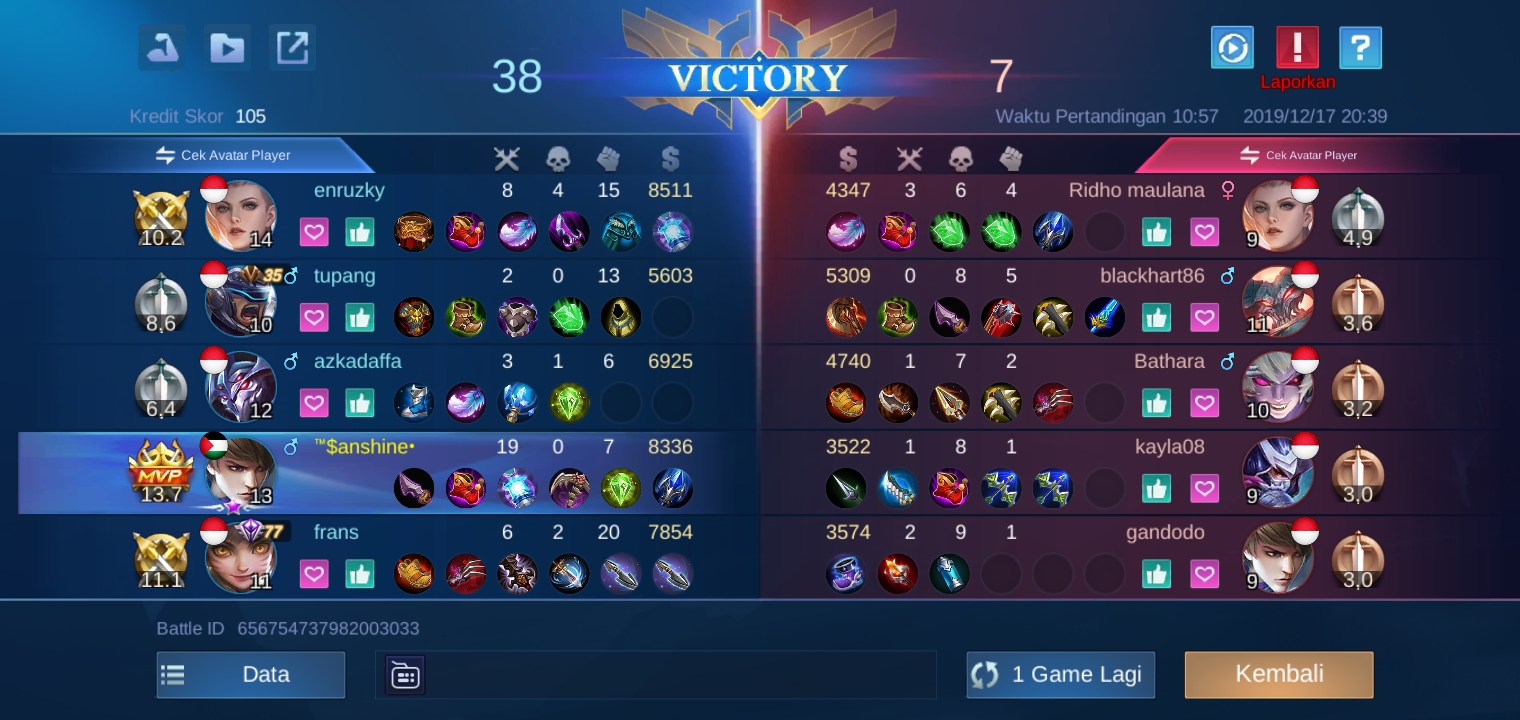 38 VICTORY 7
Laporkan
Kredit Skor 105
Waktu Pertandingan 10:57 2019/12/17 20:39
Cek Avatar Player
Cek Avatar Player
enruzky 8 4 15 8511
10.2 14
4347 3 6 4 Ridho maulana
9 4,9
35 tupang 2 0 13 5603
8,6 10
5309 0 8 5 blackhart86
11 3,6
azkadaffa 3 1 6 6925
6,4 12
4740 1 7 2 Bathara
10 3,2
™$anshine• 19 0 7 8336
MVP
13.7 13
3522 1 8 1 kayla08
9 3,0
77 frans 6 2 20 7854
11.1 11
3574 2 9 1 gandodo
9 3,0
Battle ID 656754737982003033
Data
1 Game Lagi
Kembali